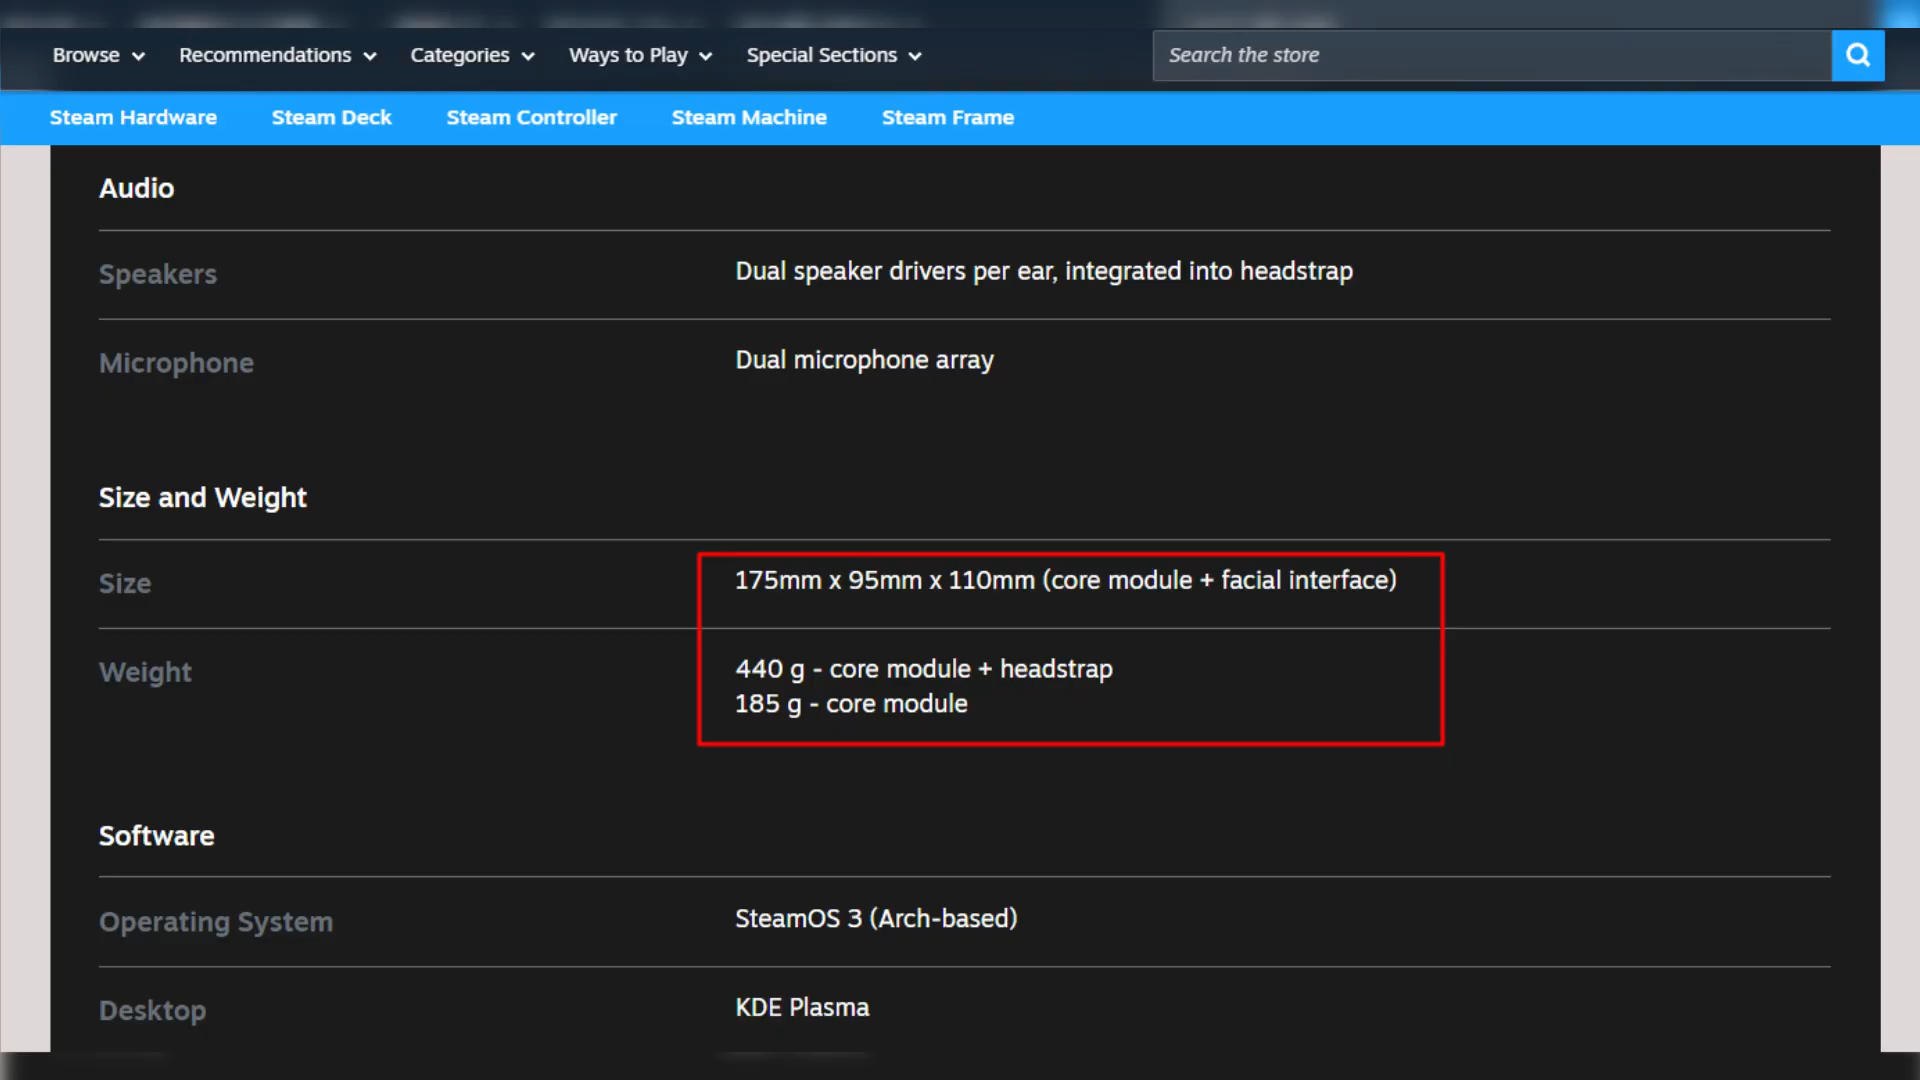 Browse Recommendations Categories Ways to Play Special Sections Search the store
Steam Hardware Steam Deck Steam Controller Steam Machine Steam Frame
Audio
Speakers Dual speaker drivers per ear, integrated into headstrap
Microphone Dual microphone array
Size and Weight
Size 175mm x 95mm x 110mm (core module + facial interface)
Weight 440 g - core module + headstrap
185 g - core module
Software
Operating System SteamOS 3 (Arch-based)
Desktop KDE Plasma